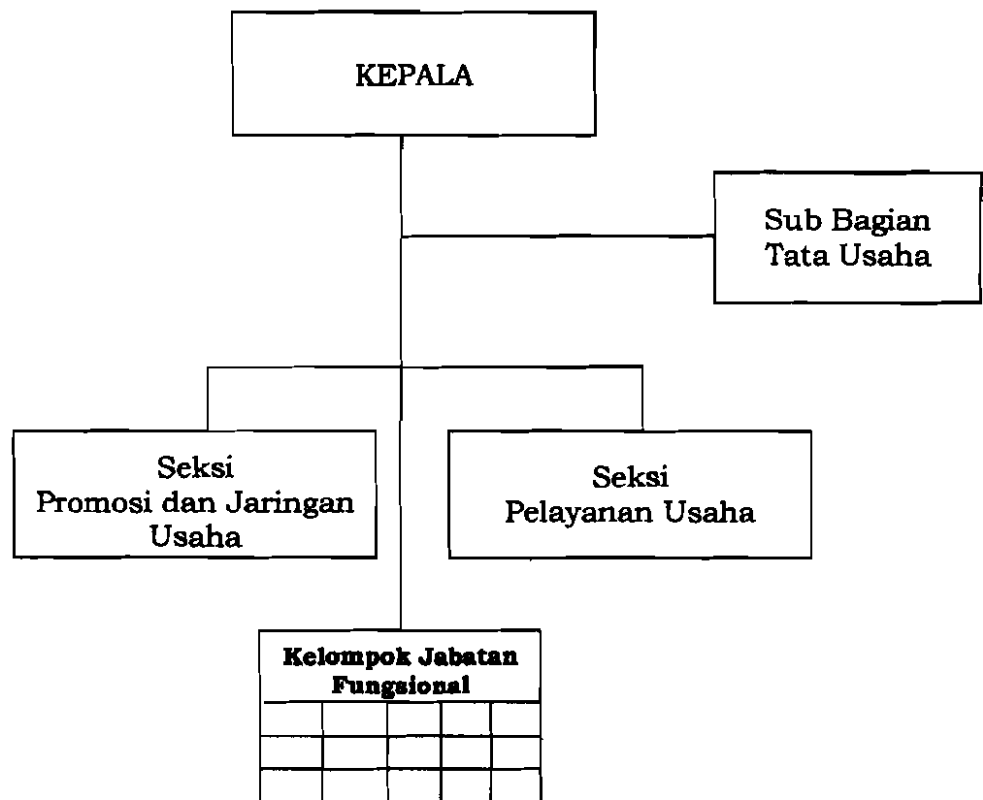 KEPALA
Sub Bagian
Tata Usaha
Seksi
Promosi dan Jaringan
Usaha
Seksi
Pelayanan Usaha
Kelompok Jabatan
Fungsional